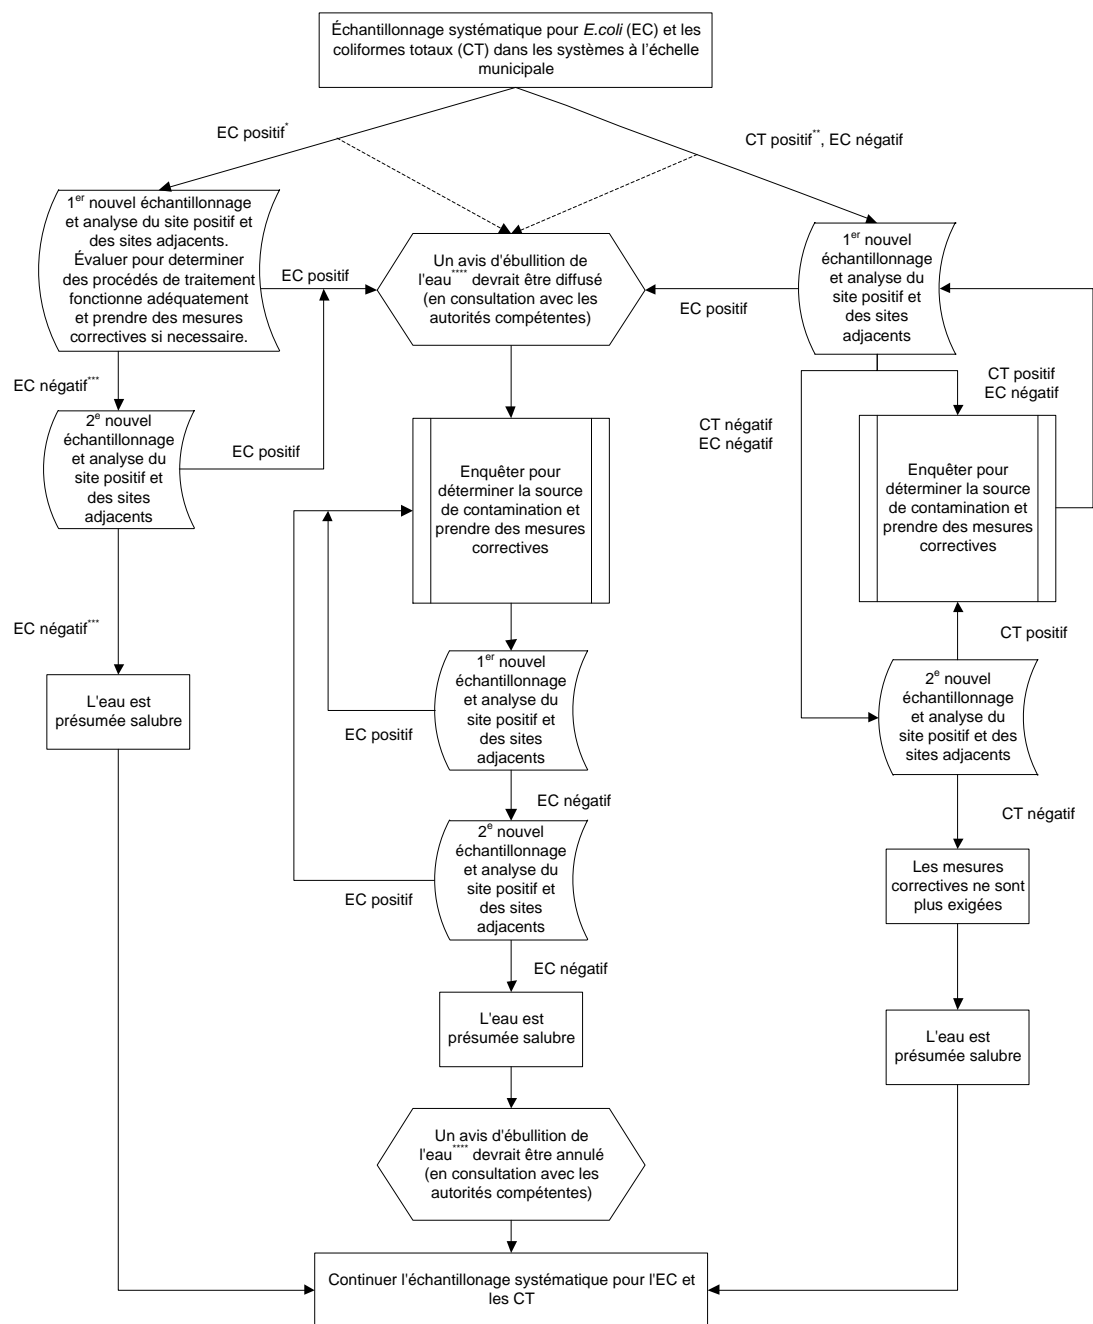 Échantillonnage systématique pour E.coli (EC) et les
coliformes totaux (CT) dans les systèmes à l'échelle
municipale
EC positif*
CT positif**, EC négatif
1er nouvel échantillonnage
et analyse du site positif et
des sites adjacents.
Évaluer pour determiner
des procédés de traitement
fonctionne adéquatement
et prendre des mesures
correctives si necessaire.
EC positif
Un avis d'ébullition de
l'eau**** devrait être diffusé
(en consultation avec les
autorités compétentes)
EC positif
1er nouvel
échantillonnage
et analyse du
site positif et
des sites
adjacents
EC négatif***
CT positif
EC négatif
CT négatif
EC négatif
2e nouvel
échantillonnage
et analyse du
site positif et
des sites
adjacents
EC positif
Enquêter pour
déterminer la source
de contamination et
prendre des mesures
correctives
Enquêter pour
déterminer la source
de contamination et
prendre des mesures
correctives
EC négatif***
CT positif
L'eau est
présumée salubre
1er nouvel
échantillonnage
et analyse du
site positif et
des sites
adjacents
EC positif
2e nouvel
échantillonnage
et analyse du
site positif et des
sites adjacents
EC négatif
CT négatif
2e nouvel
échantillonnage
et analyse du
site positif et
des sites
adjacents
EC positif
Les mesures
correctives ne sont
plus exigées
EC négatif
L'eau est
présumée salubre
L'eau est
présumée salubre
Un avis d'ébullition de
l'eau**** devrait être annulé
(en consultation avec les
autorités compétentes)
Continuer l'échantillonage systématique pour l'EC et
les CT